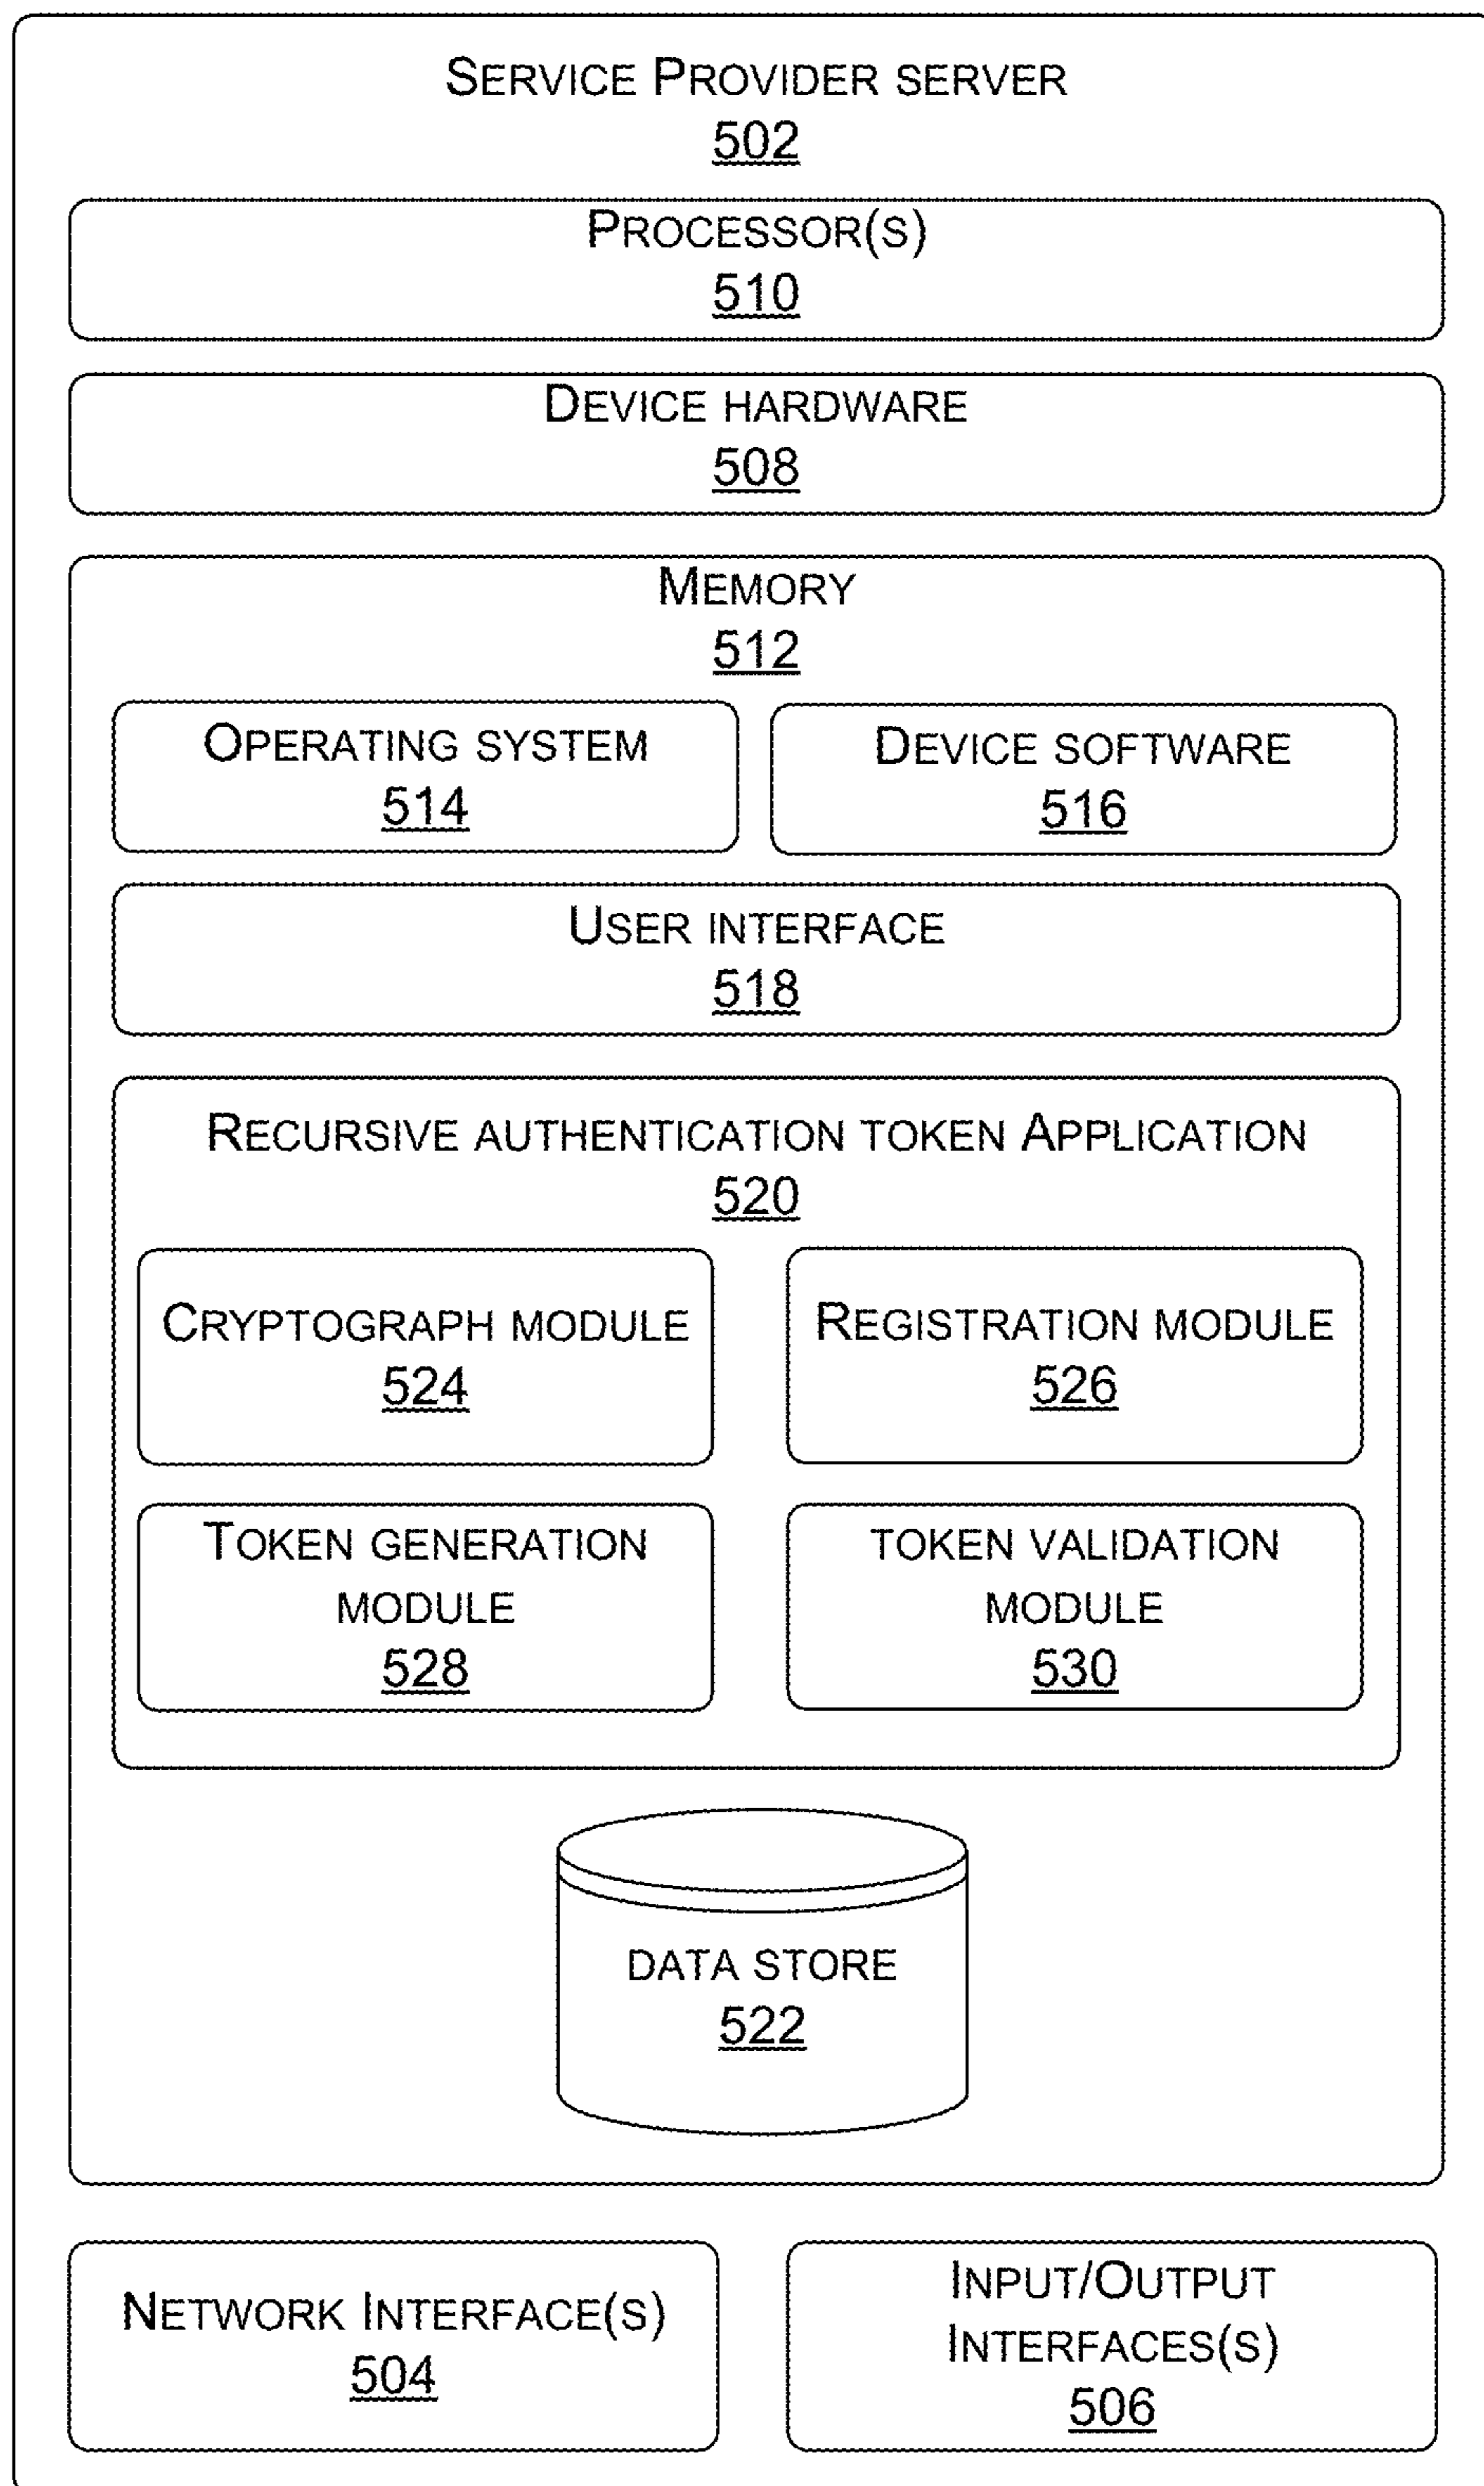 SERVICE PROVIDER SERVER
502
PROCESSOR(S)
510
DEVICE HARDWARE
508
MEMORY
512
OPERATING SYSTEM
514
DEVICE SOFTWARE
516
USER INTERFACE
518
RECURSIVE AUTHENTICATION TOKEN APPLICATION
520
CRYPTOGRAPH MODULE
524
REGISTRATION MODULE
526
TOKEN GENERATION
MODULE
528
TOKEN VALIDATION
MODULE
530
DATA STORE
522
NETWORK INTERFACE(S)
504
INPUT/OUTPUT
INTERFACES(S)
506